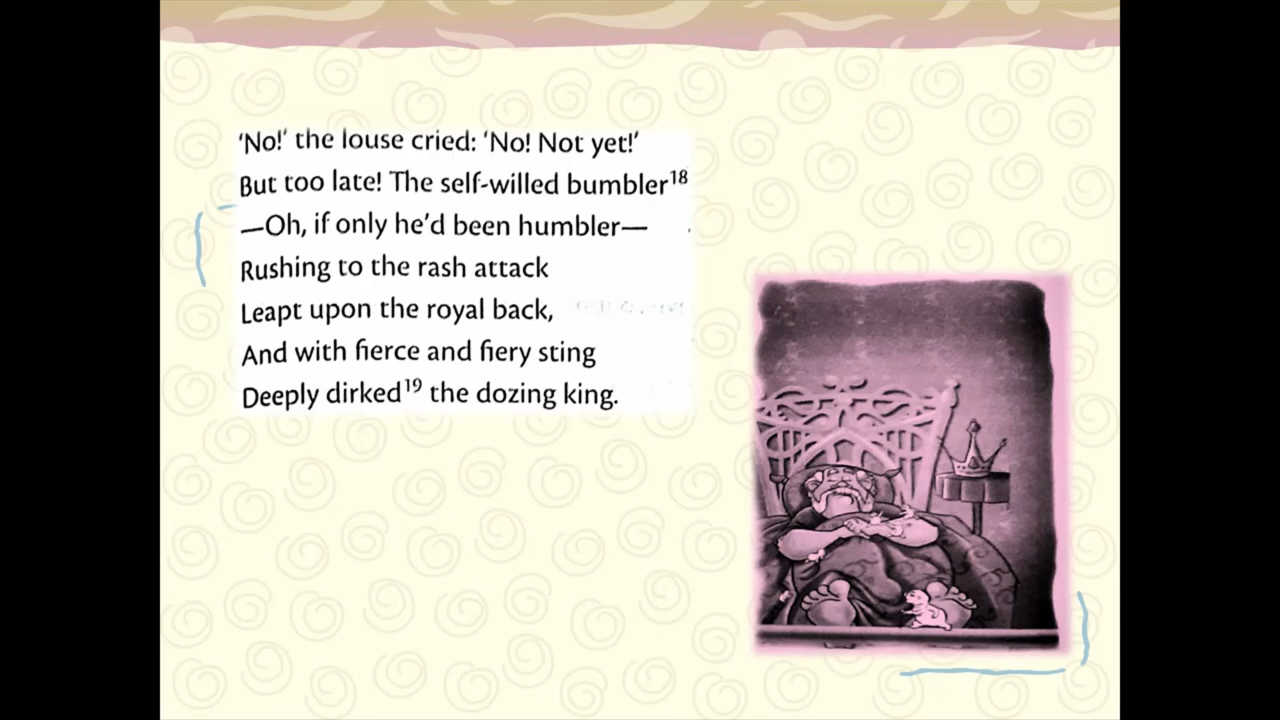 ‘No!’ the louse cried: ‘No! Not yet!’
But too late! The self-willed bumbler¹⁸
—Oh, if only he’d been humbler—
Rushing to the rash attack
Leapt upon the royal back,
And with fierce and fiery sting
Deeply dirked¹⁹ the dozing king.